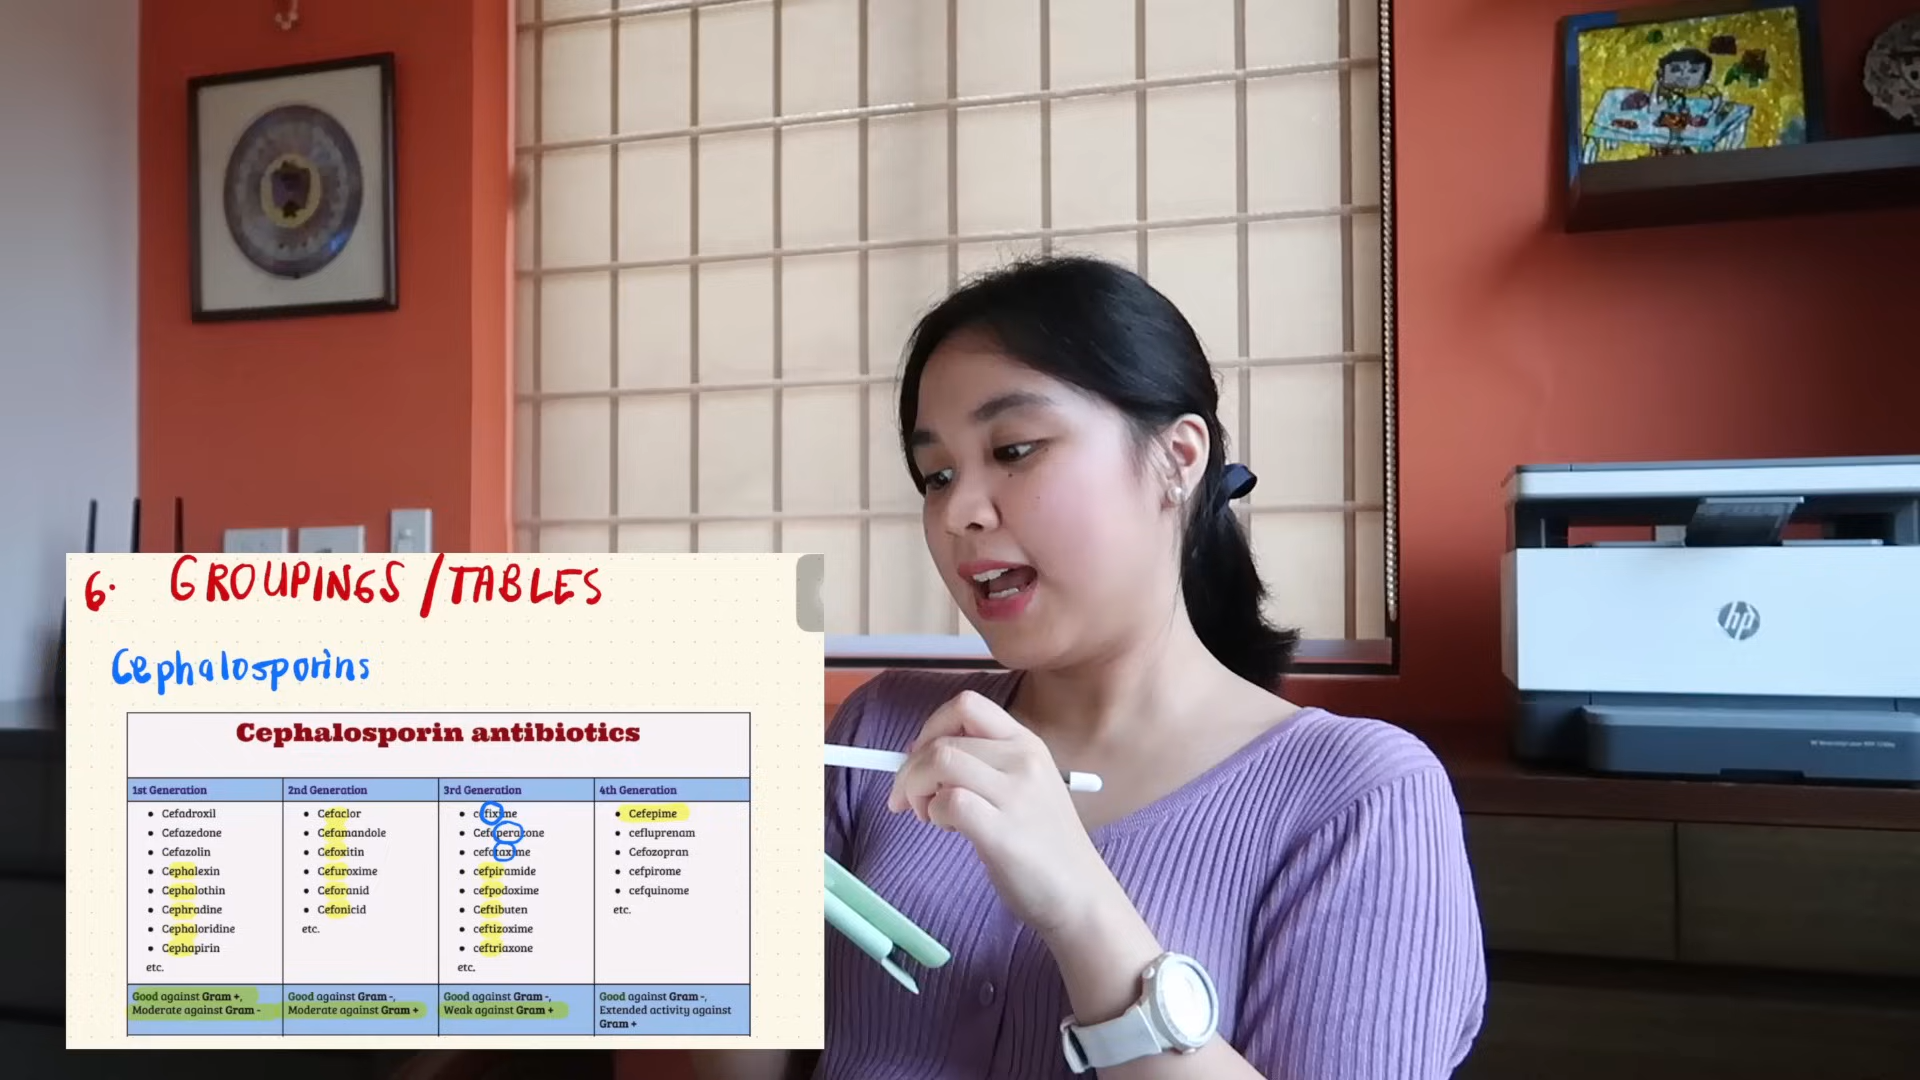 6. GROUPINGS / TABLES
Cephalosporins
Cephalosporin antibiotics
1st Generation
• Cefadroxil
• Cefazedone
• Cefazolin
• Cephalexin
• Cephalothin
• Cephradine
• Cephaloridine
• Cephapirin
etc.
Good against Gram +,
Moderate against Gram -
2nd Generation
• Cefaclor
• Cefamandole
• Cefoxitin
• Cefuroxime
• Ceforanid
• Cefonicid
etc.
Good against Gram -,
Moderate against Gram +
3rd Generation
• cefixime
• Cefoperazone
• cefotaxime
• cefpiramide
• cefpodoxime
• Ceftibuten
• ceftizoxime
• ceftriaxone
etc.
Good against Gram -,
Weak against Gram +
4th Generation
• Cefepime
• cefluprenam
• Cefozopran
• cefpirome
• cefquinome
etc.
Good against Gram -,
Extended activity against
Gram +
hp